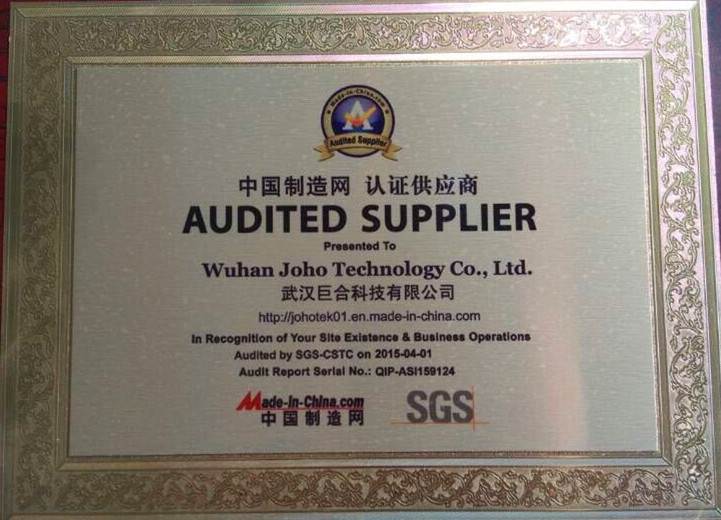 Made-in-China.com
A
Audited Supplier
中国制造网 认证供应商
AUDITED SUPPLIER
Presented To
Wuhan Joho Technology Co., Ltd.
武汉巨合科技有限公司
http://johotek01.en.made-in-china.com
In Recognition of Your Site Existence & Business Operations
Audited by SGS-CSTC on 2015-04-01
Audit Report Serial No.: QIP-ASI159124
Made-in-China.com
中国制造网
SGS